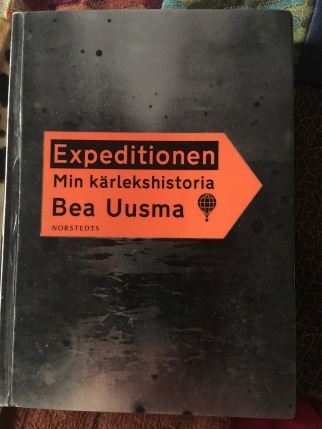 Expeditionen
Min kärlekshistoria
Bea Uusma
NORSTEDTS